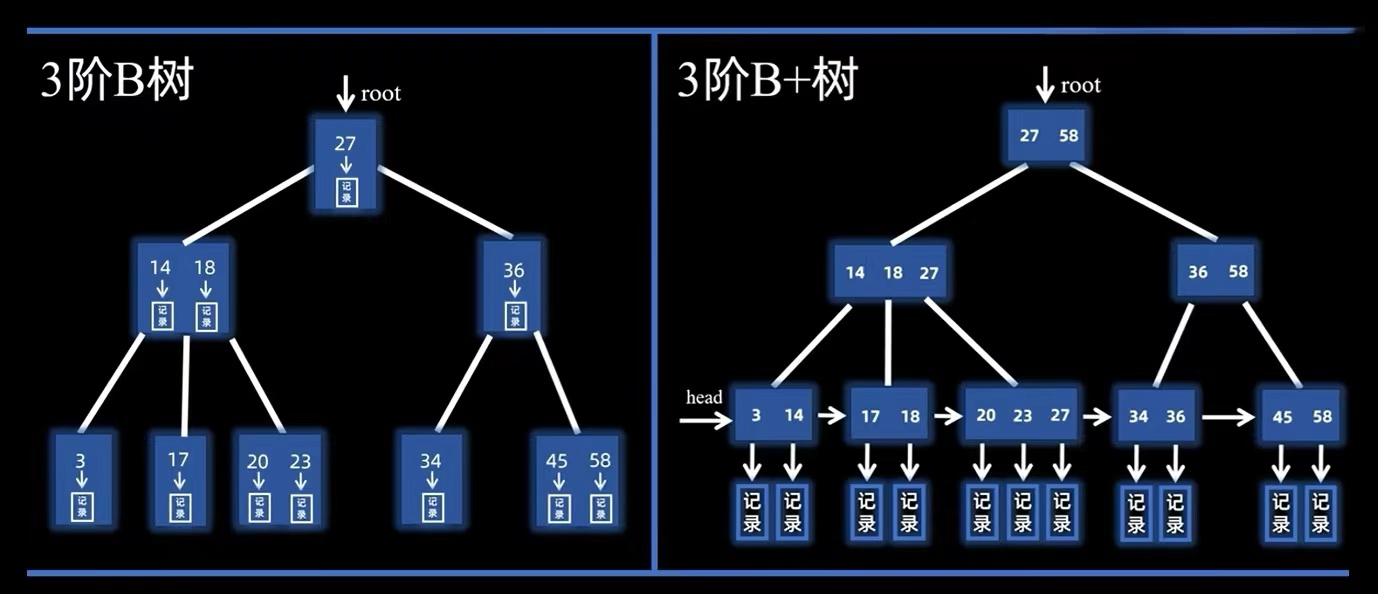 3阶B树
root
27
记录
14 18
记录 记录
36
记录
3
记录
17
记录
20 23
记录 记录
34
记录
45 58
记录 记录
3阶B+树
root
27 58
14 18 27
36 58
head
3 14
17 18
20 23 27
34 36
45 58
记录 记录
记录 记录
记录 记录 记录
记录 记录
记录 记录